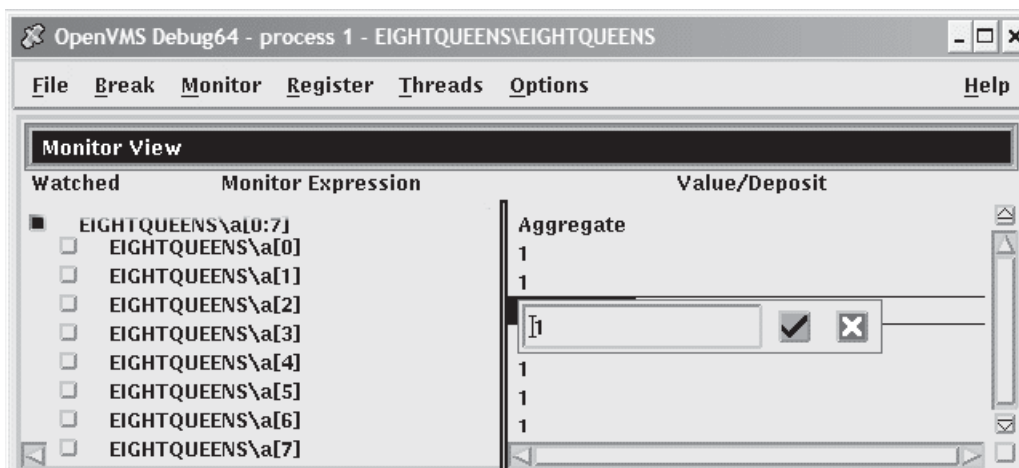 OpenVMS Debug64 - process 1 - EIGHTQUEENS\EIGHTQUEENS
File Break Monitor Register Threads Options Help
Monitor View
Watched Monitor Expression Value/Deposit
EIGHTQUEENS\a[0:7] Aggregate
EIGHTQUEENS\a[0] 1
EIGHTQUEENS\a[1] 1
EIGHTQUEENS\a[2]
EIGHTQUEENS\a[3] 1
EIGHTQUEENS\a[4] 1
EIGHTQUEENS\a[5] 1
EIGHTQUEENS\a[6] 1
EIGHTQUEENS\a[7]